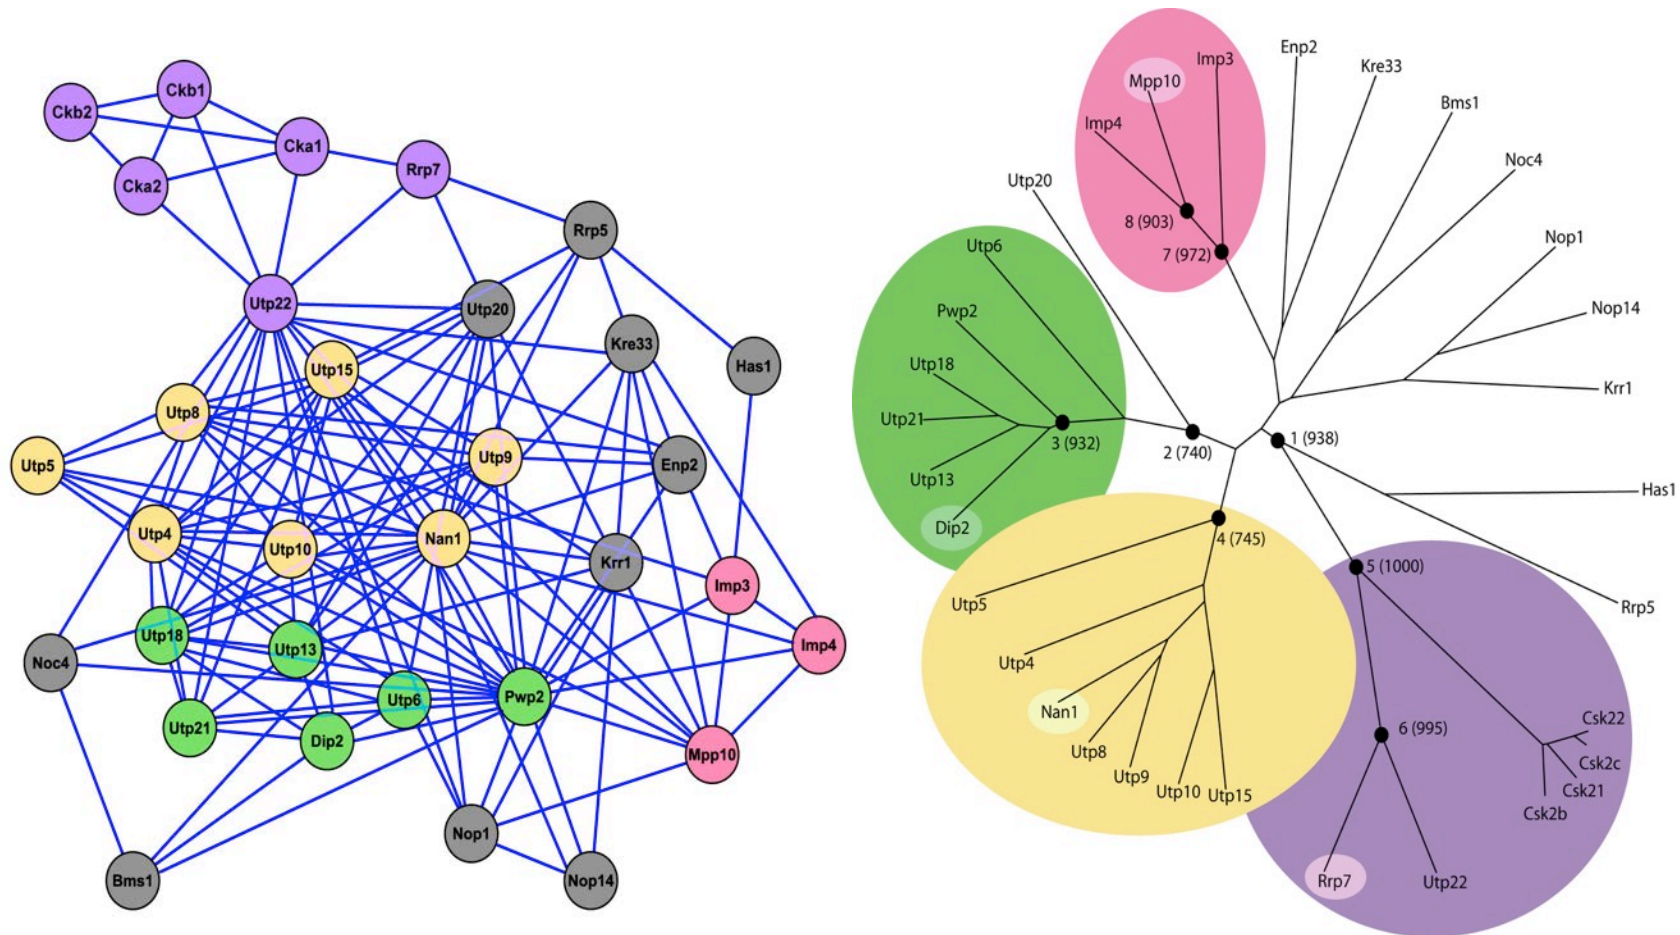 Ckb1
Ckb2
Cka1
Cka2
Rrp7
Rrp5
Utp22
Utp20
Kre33
Has1
Utp15
Utp8
Utp9
Enp2
Utp5
Utp4
Utp10
Nan1
Krr1
Imp3
Utp18
Utp13
Imp4
Noc4
Utp6
Pwp2
Utp21
Dip2
Mpp10
Nop1
Bms1
Nop14
Enp2
Imp3
Kre33
Mpp10
Bms1
Imp4
Noc4
Utp20
8 (903)
Nop1
Utp6
7 (972)
Pwp2
Nop14
Utp18
Krr1
Utp21
3 (932)
1 (938)
2 (740)
Utp13
Has1
Dip2
4 (745)
5 (1000)
Utp5
Rrp5
Utp4
Nan1
Csk22
Utp8
6 (995)
Csk2c
Utp9
Csk21
Utp10
Utp15
Csk2b
Rrp7
Utp22